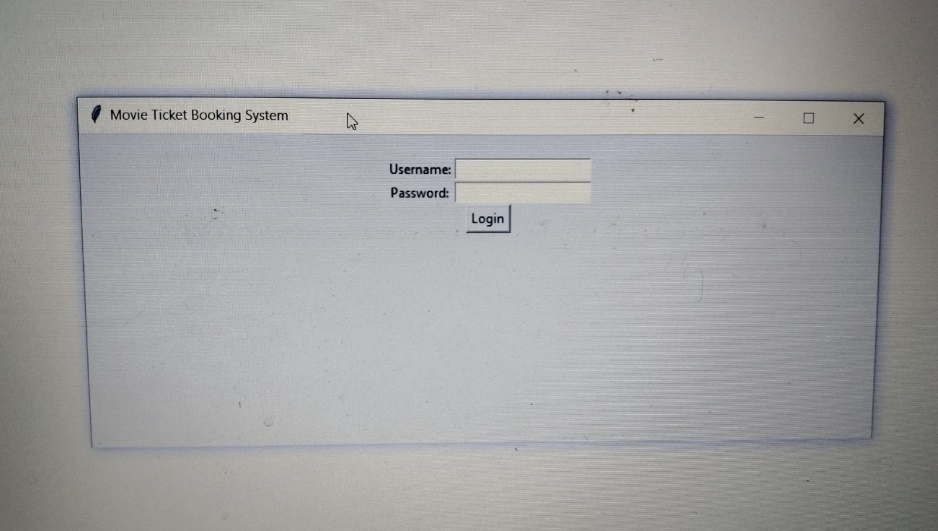 Movie Ticket Booking System
Username:
Password:
Login